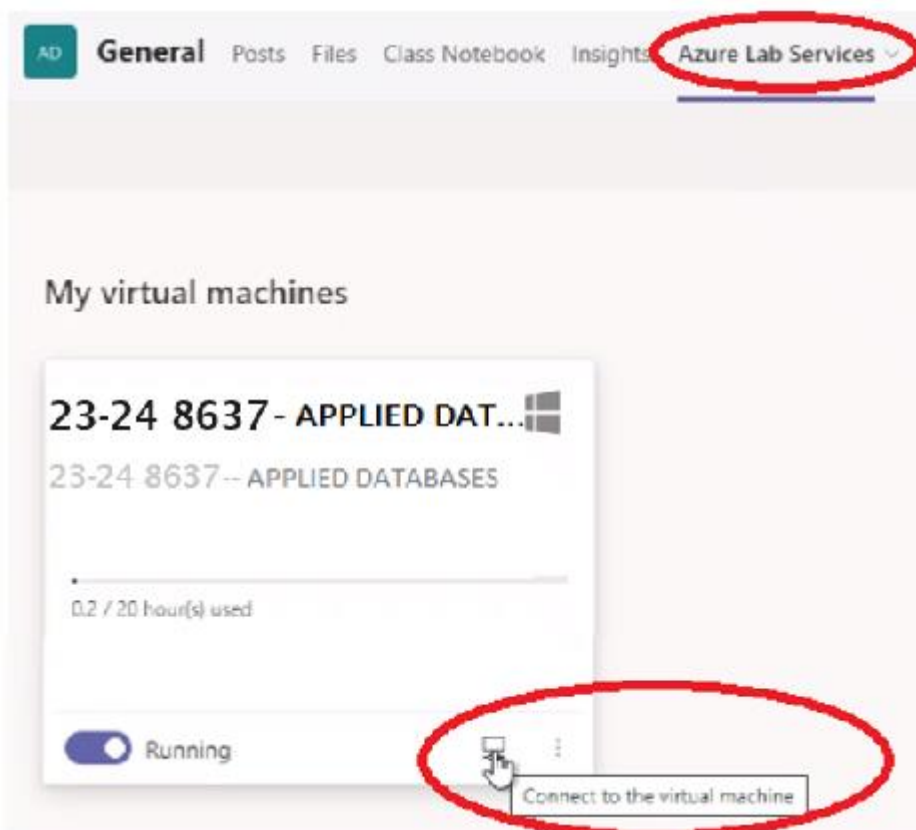 AD General Posts Files Class Notebook Insights Azure Lab Services
My virtual machines
23-24 8637- APPLIED DAT...
23-24 8637-- APPLIED DATABASES
0.2 / 20 hour(s) used
Running
Connect to the virtual machine